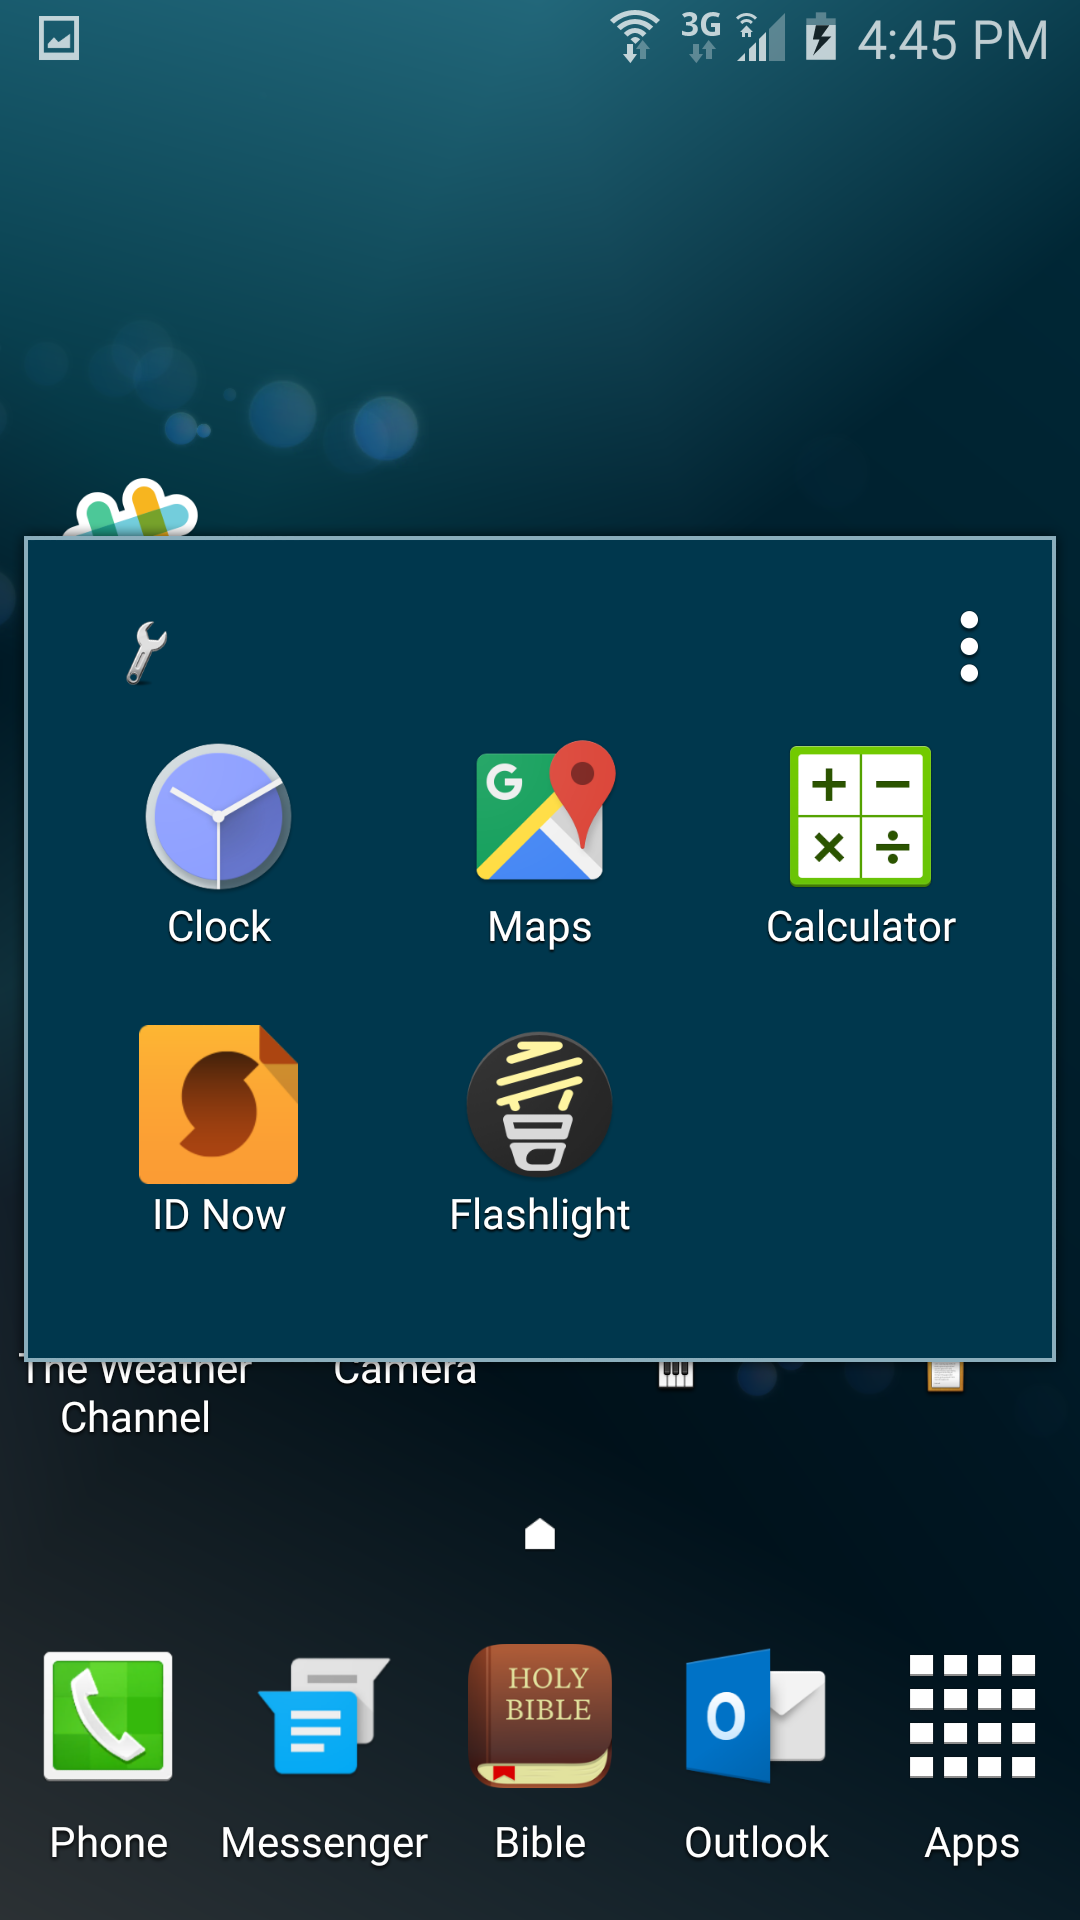 3G 4:45 PM
G
Clock Maps Calculator
ID Now Flashlight
The Weather
Channel
Camera
HOLY
BIBLE
O
Phone Messenger Bible Outlook Apps